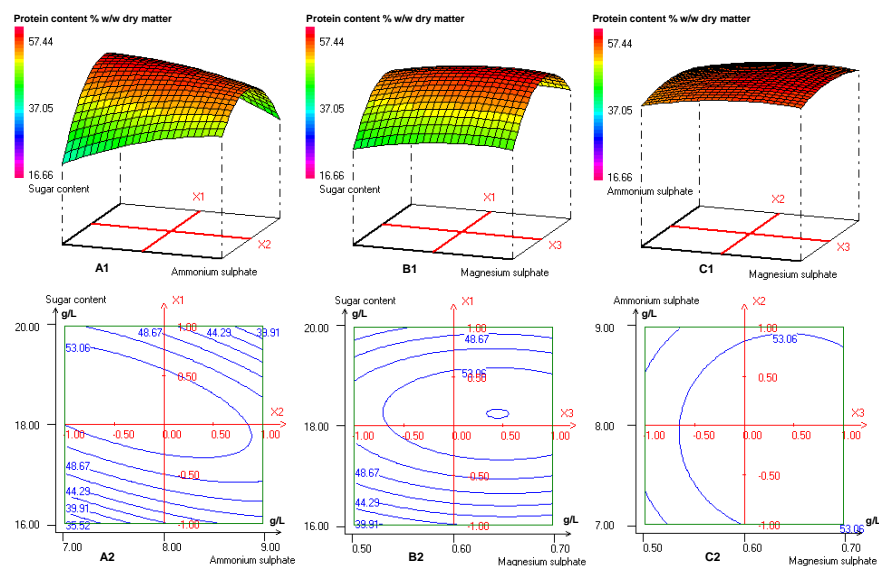 Protein content % w/w dry matter
57.44
37.05
16.66
Sugar content
X1
X2
A1
Ammonium sulphate
Protein content % w/w dry matter
57.44
37.05
16.66
Sugar content
X1
X3
B1
Magnesium sulphate
Protein content % w/w dry matter
57.44
37.05
16.66
Ammonium sulphate
X2
X3
C1
Magnesium sulphate
Sugar content
g/L
X1
20.00
48.67
1.00
44.29
39.91
53.06
0.50
X2
18.00
-1.00
-0.50
0.00
0.50
1.00
48.67
-0.50
44.29
39.91
35.52
-1.00
g/L
16.00
7.00
8.00
9.00
A2
Ammonium sulphate
Sugar content
g/L
X1
20.00
1.00
48.67
53.06
0.50
X3
18.00
-1.00
-0.50
0.00
0.50
1.00
48.67
-0.50
44.29
39.91
-1.00
g/L
16.00
0.50
0.60
0.70
B2
Magnesium sulphate
Ammonium sulphate
g/L
X2
9.00
1.00
53.06
0.50
X3
8.00
-1.00
-0.50
0.00
0.50
1.00
-0.50
-1.00
53.06
g/L
7.00
0.50
0.60
0.70
C2
Magnesium sulphate